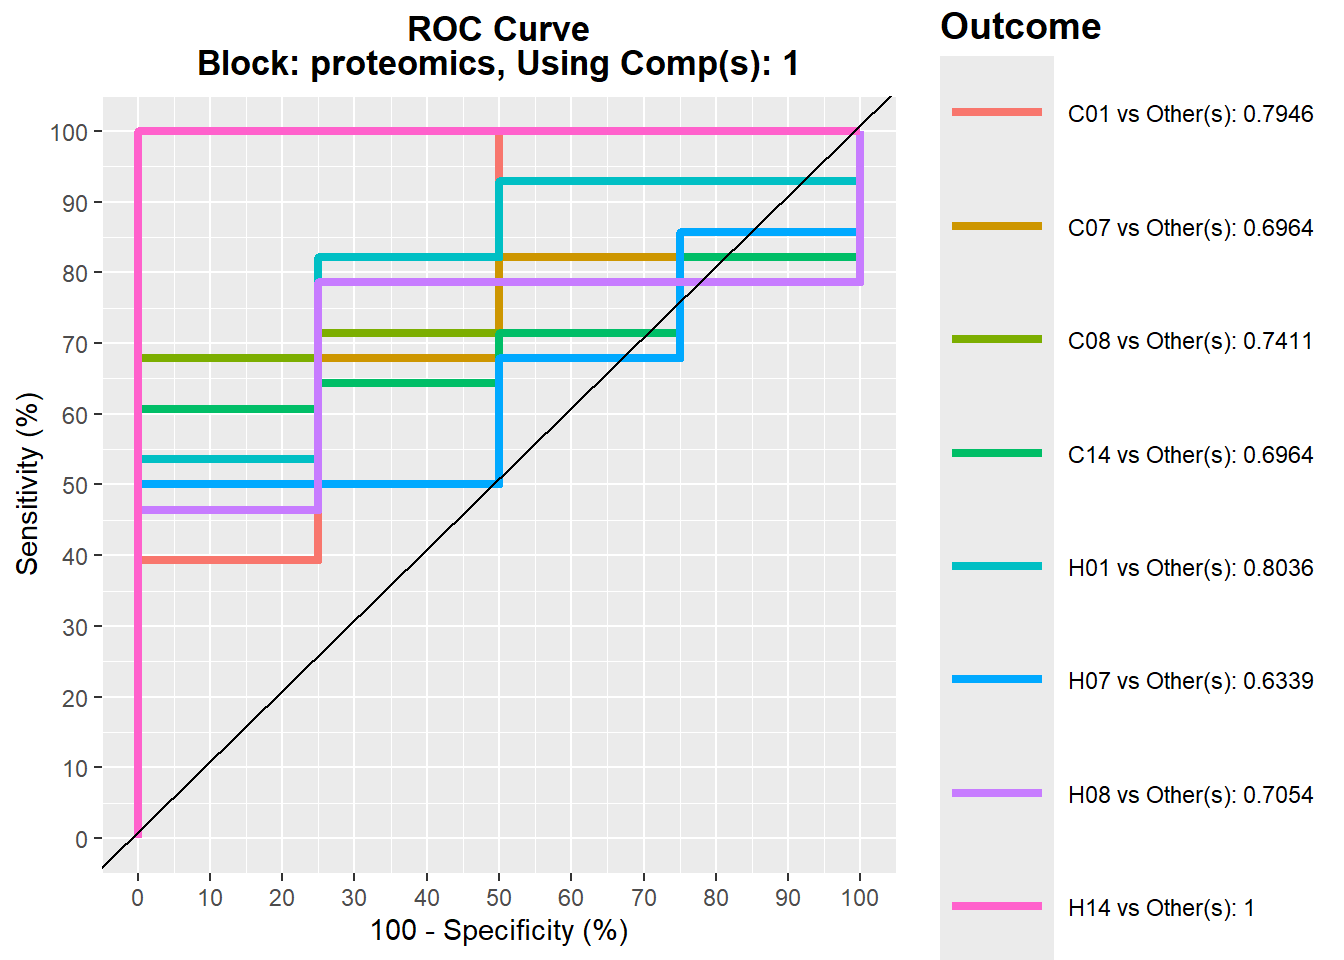 ROC Curve
Block: proteomics, Using Comp(s): 1
Sensitivity (%)
100
90
80
70
60
50
40
30
20
10
0
0 10 20 30 40 50 60 70 80 90 100
100 - Specificity (%)
Outcome
C01 vs Other(s): 0.7946
C07 vs Other(s): 0.6964
C08 vs Other(s): 0.7411
C14 vs Other(s): 0.6964
H01 vs Other(s): 0.8036
H07 vs Other(s): 0.6339
H08 vs Other(s): 0.7054
H14 vs Other(s): 1